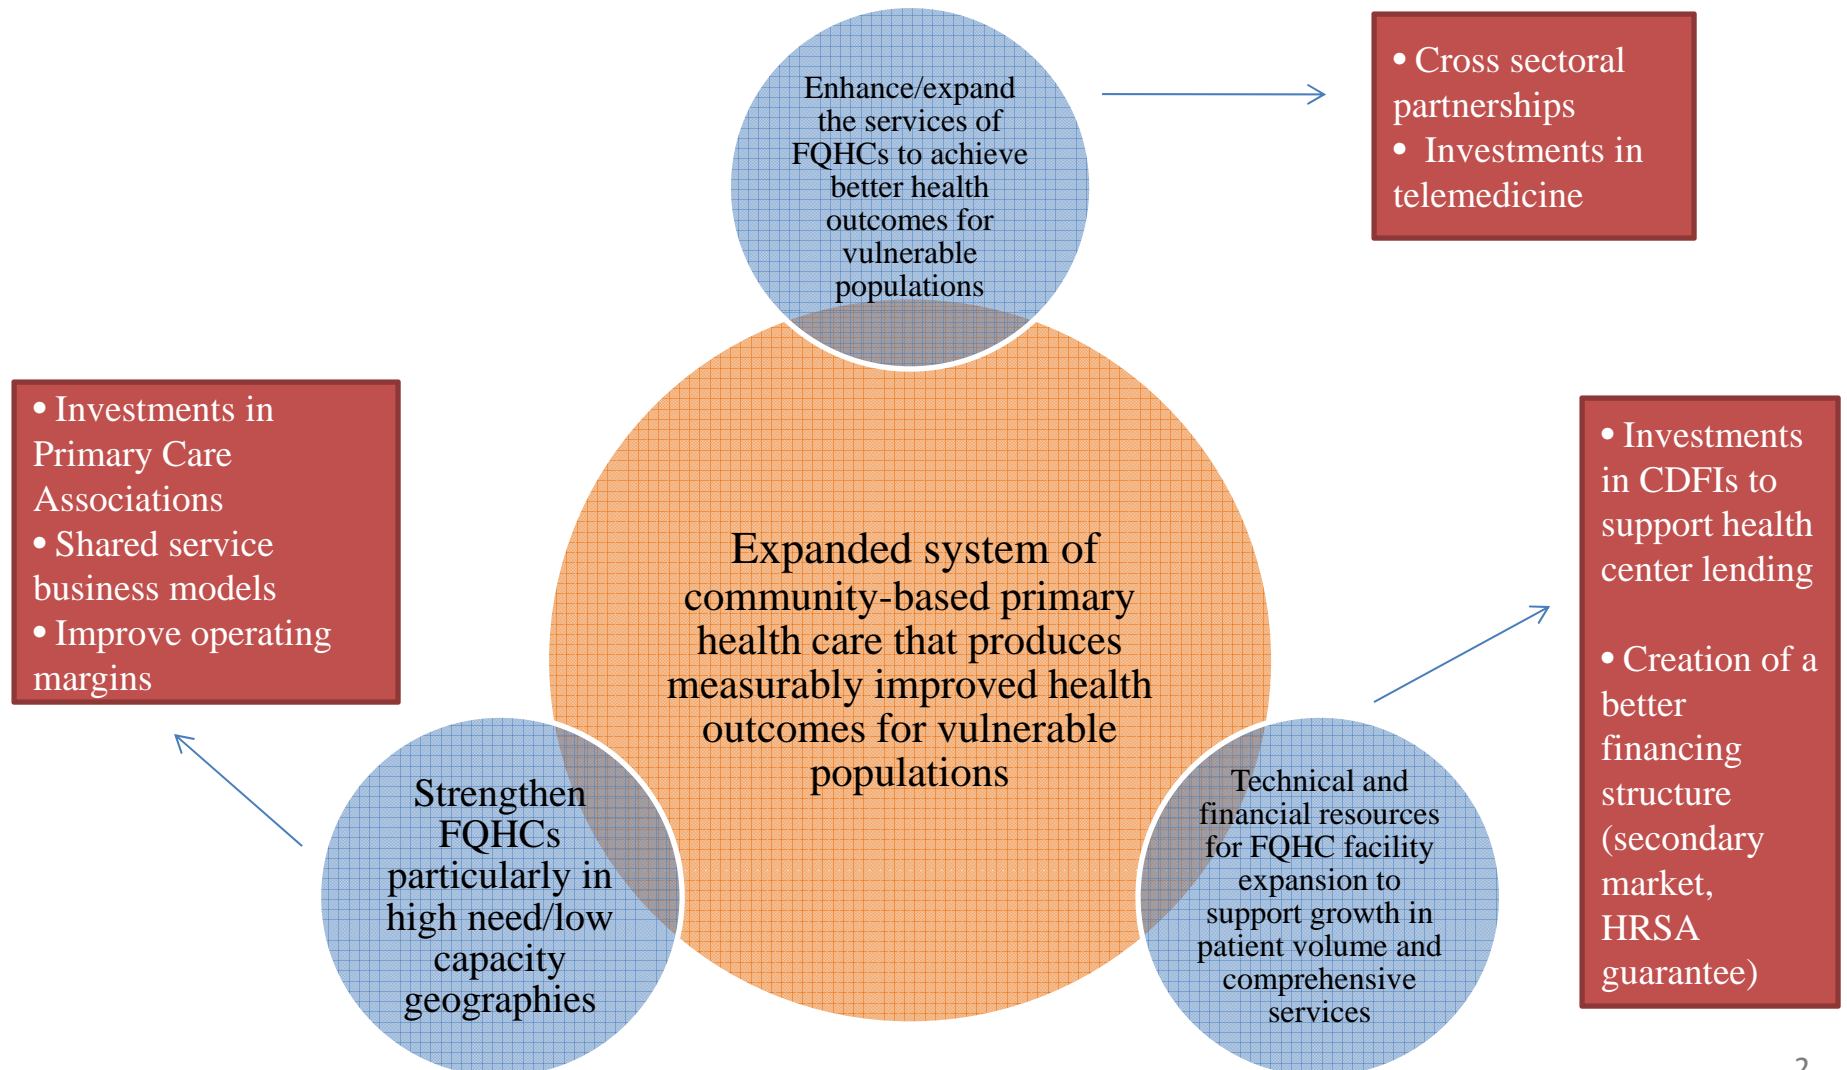 Enhance/expand
the services of
FQHCs to achieve
better health
outcomes for
vulnerable
populations
• Cross sectoral
partnerships
• Investments in
telemedicine
• Investments in
Primary Care
Associations
• Shared service
business models
• Improve operating
margins
Expanded system of
community-based primary
health care that produces
measurably improved health
outcomes for vulnerable
populations
• Investments
in CDFIs to
support health
center lending
• Creation of a
better
financing
structure
(secondary
market,
HRSA
guarantee)
Strengthen
FQHCs
particularly in
high need/low
capacity
geographies
Technical and
financial resources
for FQHC facility
expansion to
support growth in
patient volume and
comprehensive
services
2